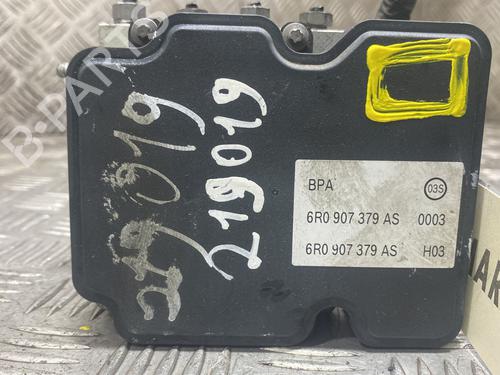 219019
219019
BPA 03S
6R0 907 379 AS 0003
6R0 907 379 AS H03
B-PARTS